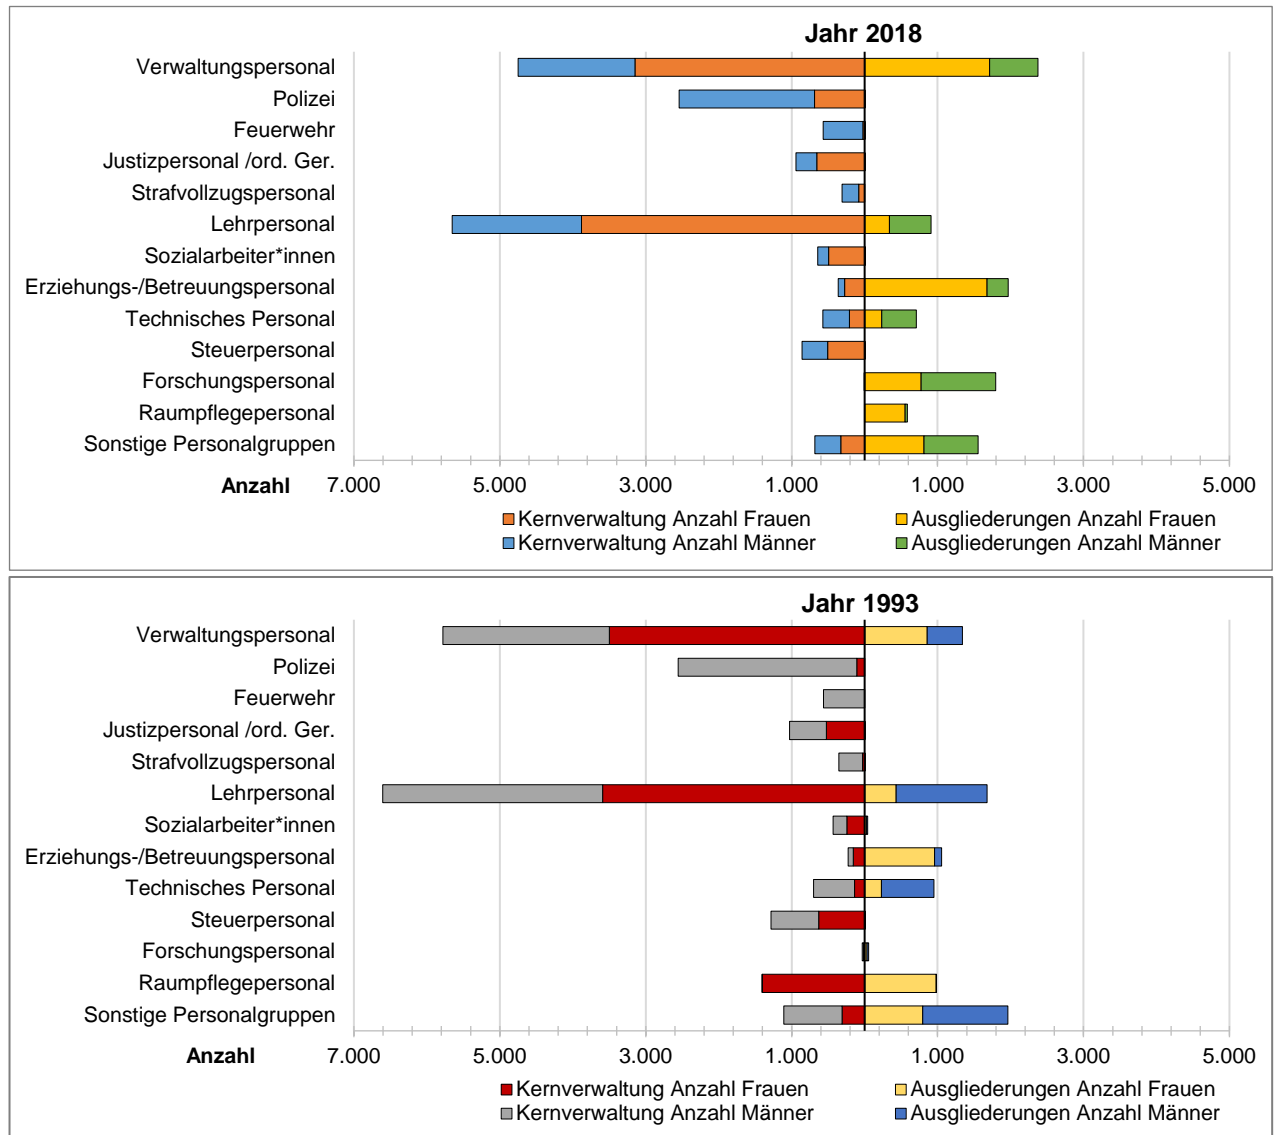 Jahr 2018
Verwaltungspersonal
Polizei
Feuerwehr
Justizpersonal /ord. Ger.
Strafvollzugspersonal
Lehrpersonal
Sozialarbeiter*innen
Erziehungs-/Betreuungspersonal
Technisches Personal
Steuerpersonal
Forschungspersonal
Raumpflegepersonal
Sonstige Personalgruppen
Anzahl 7.000 5.000 3.000 1.000 1.000 3.000 5.000
Kernverwaltung Anzahl Frauen Ausgliederungen Anzahl Frauen
Kernverwaltung Anzahl Männer Ausgliederungen Anzahl Männer
Jahr 1993
Verwaltungspersonal
Polizei
Feuerwehr
Justizpersonal /ord. Ger.
Strafvollzugspersonal
Lehrpersonal
Sozialarbeiter*innen
Erziehungs-/Betreuungspersonal
Technisches Personal
Steuerpersonal
Forschungspersonal
Raumpflegepersonal
Sonstige Personalgruppen
Anzahl 7.000 5.000 3.000 1.000 1.000 3.000 5.000
Kernverwaltung Anzahl Frauen Ausgliederungen Anzahl Frauen
Kernverwaltung Anzahl Männer Ausgliederungen Anzahl Männer